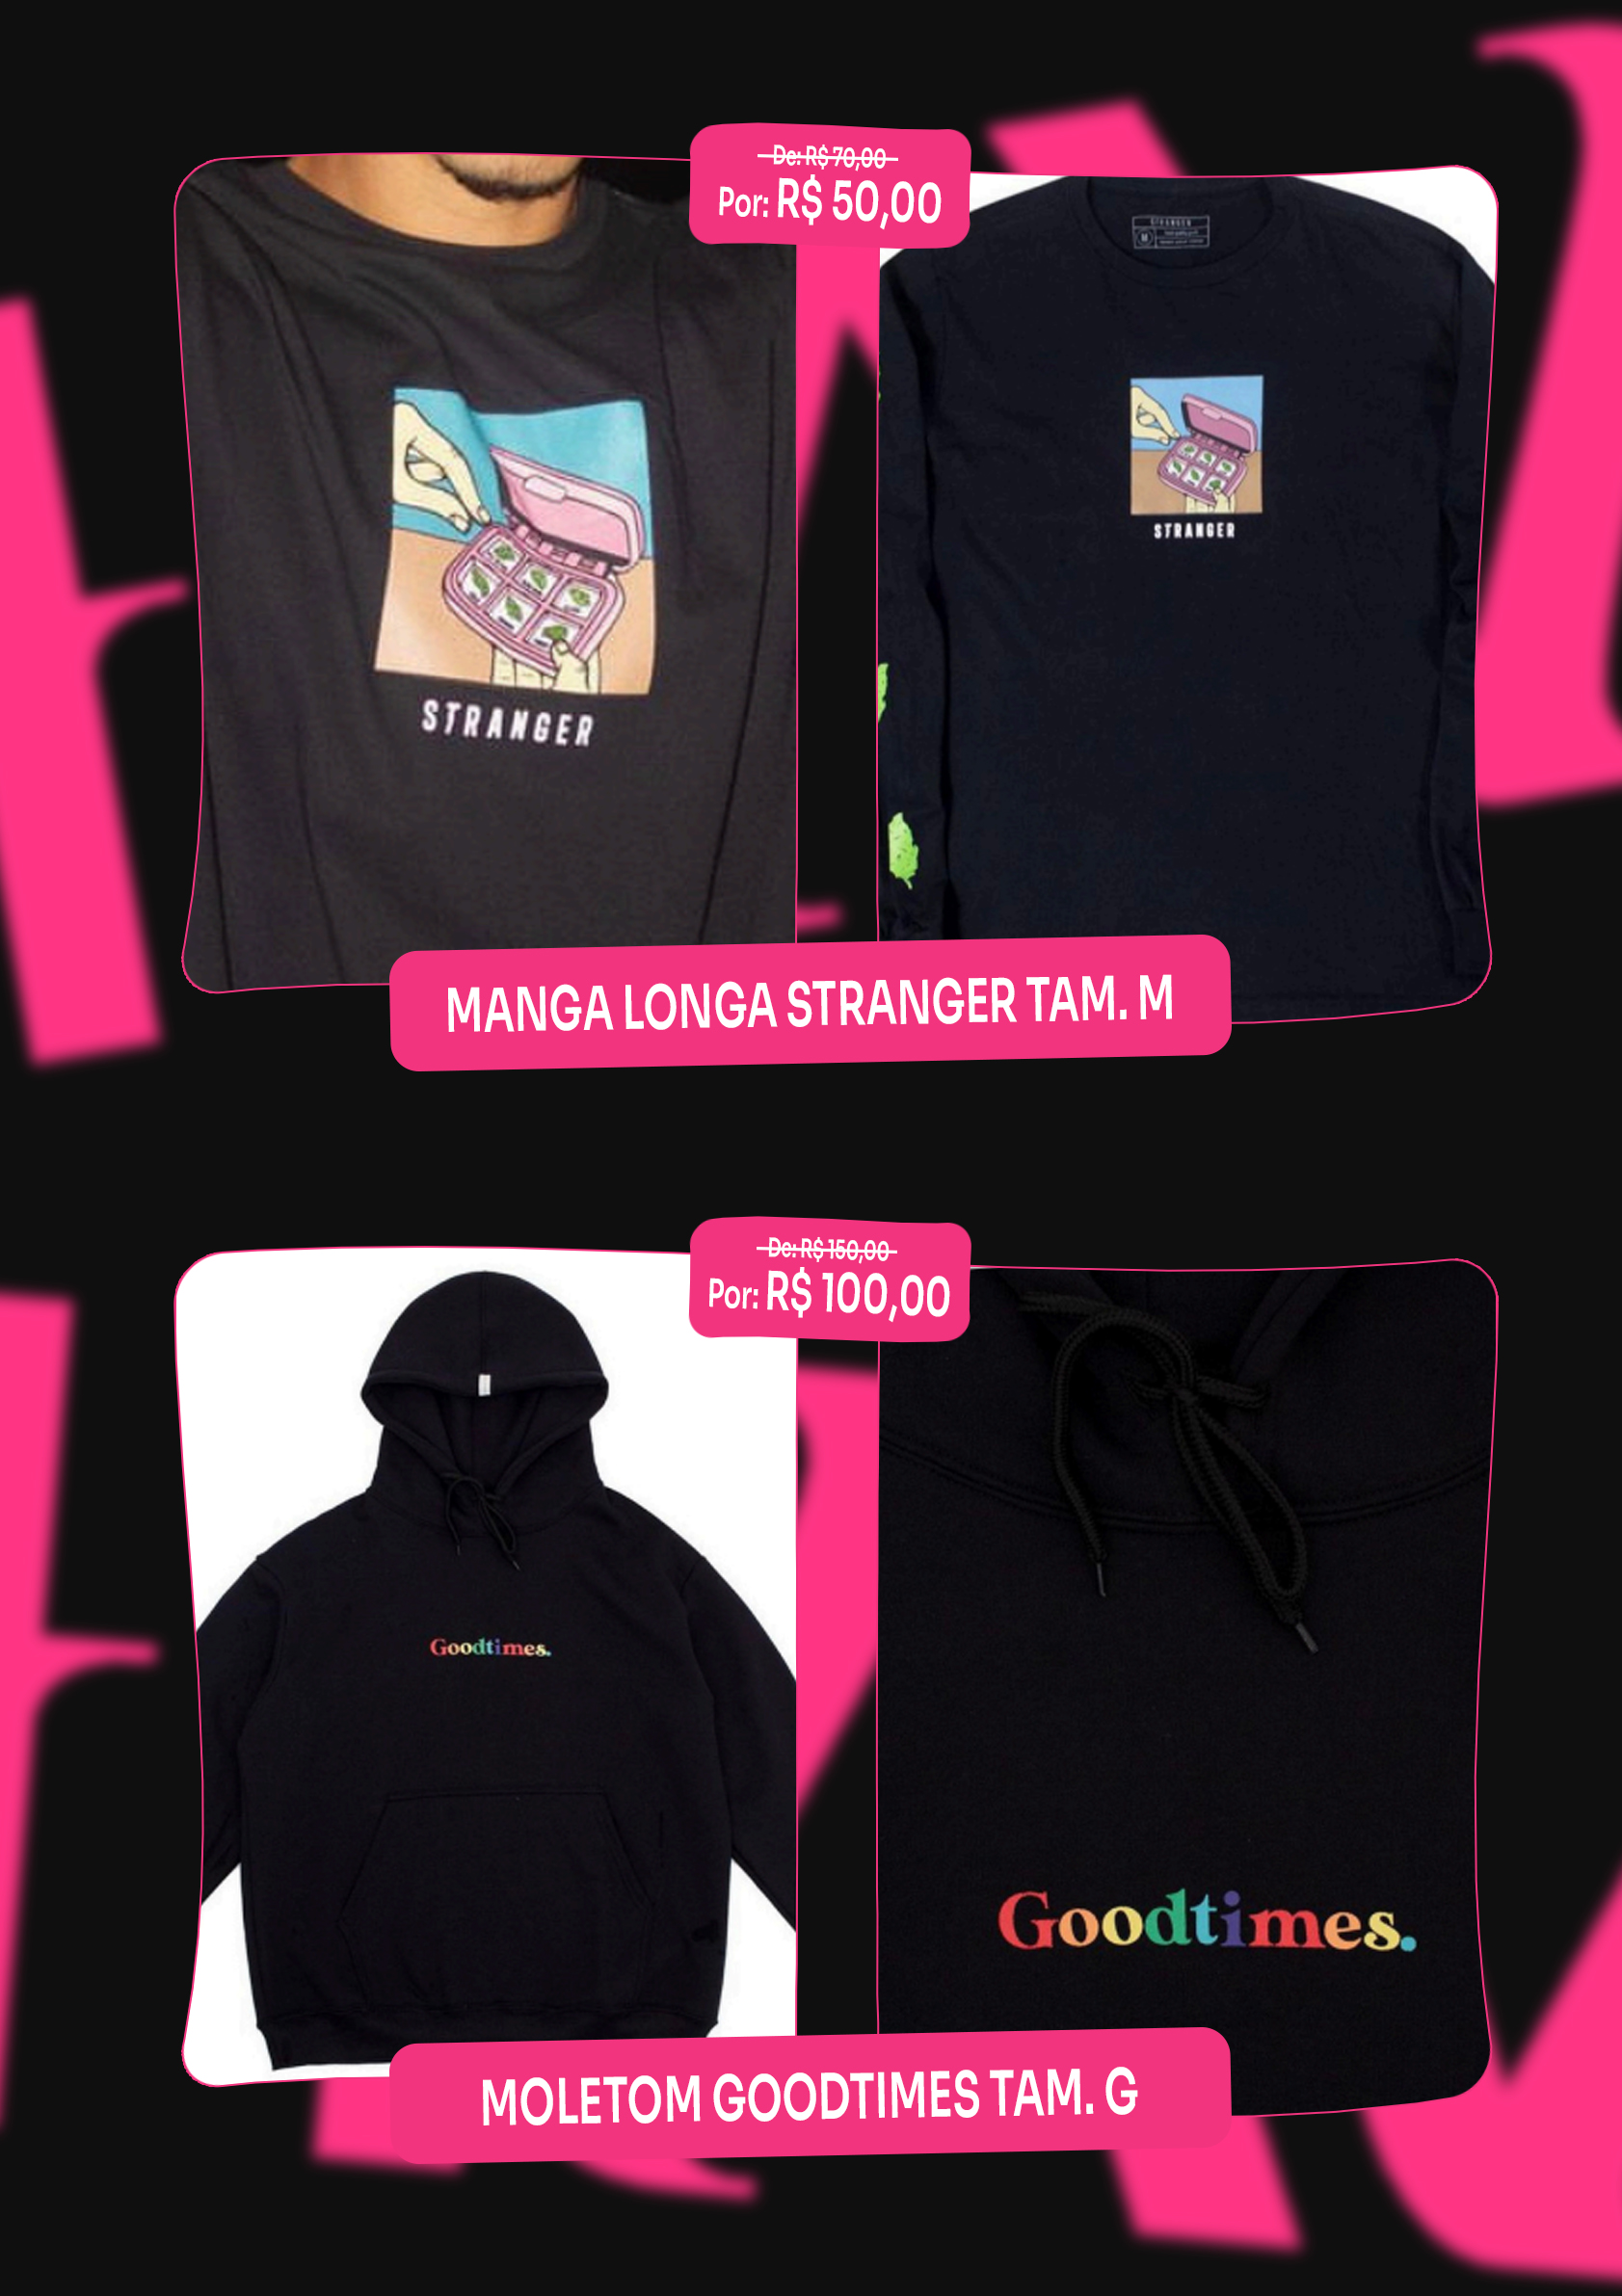 De: R$ 70,00
Por: R$ 50,00
STRANGER
STRANGER
M
STRANGER
MANGA LONGA STRANGER TAM. M
De: R$ 150,00
Por: R$ 100,00
Goodtimes.
Goodtimes.
MOLETOM GOODTIMES TAM. G